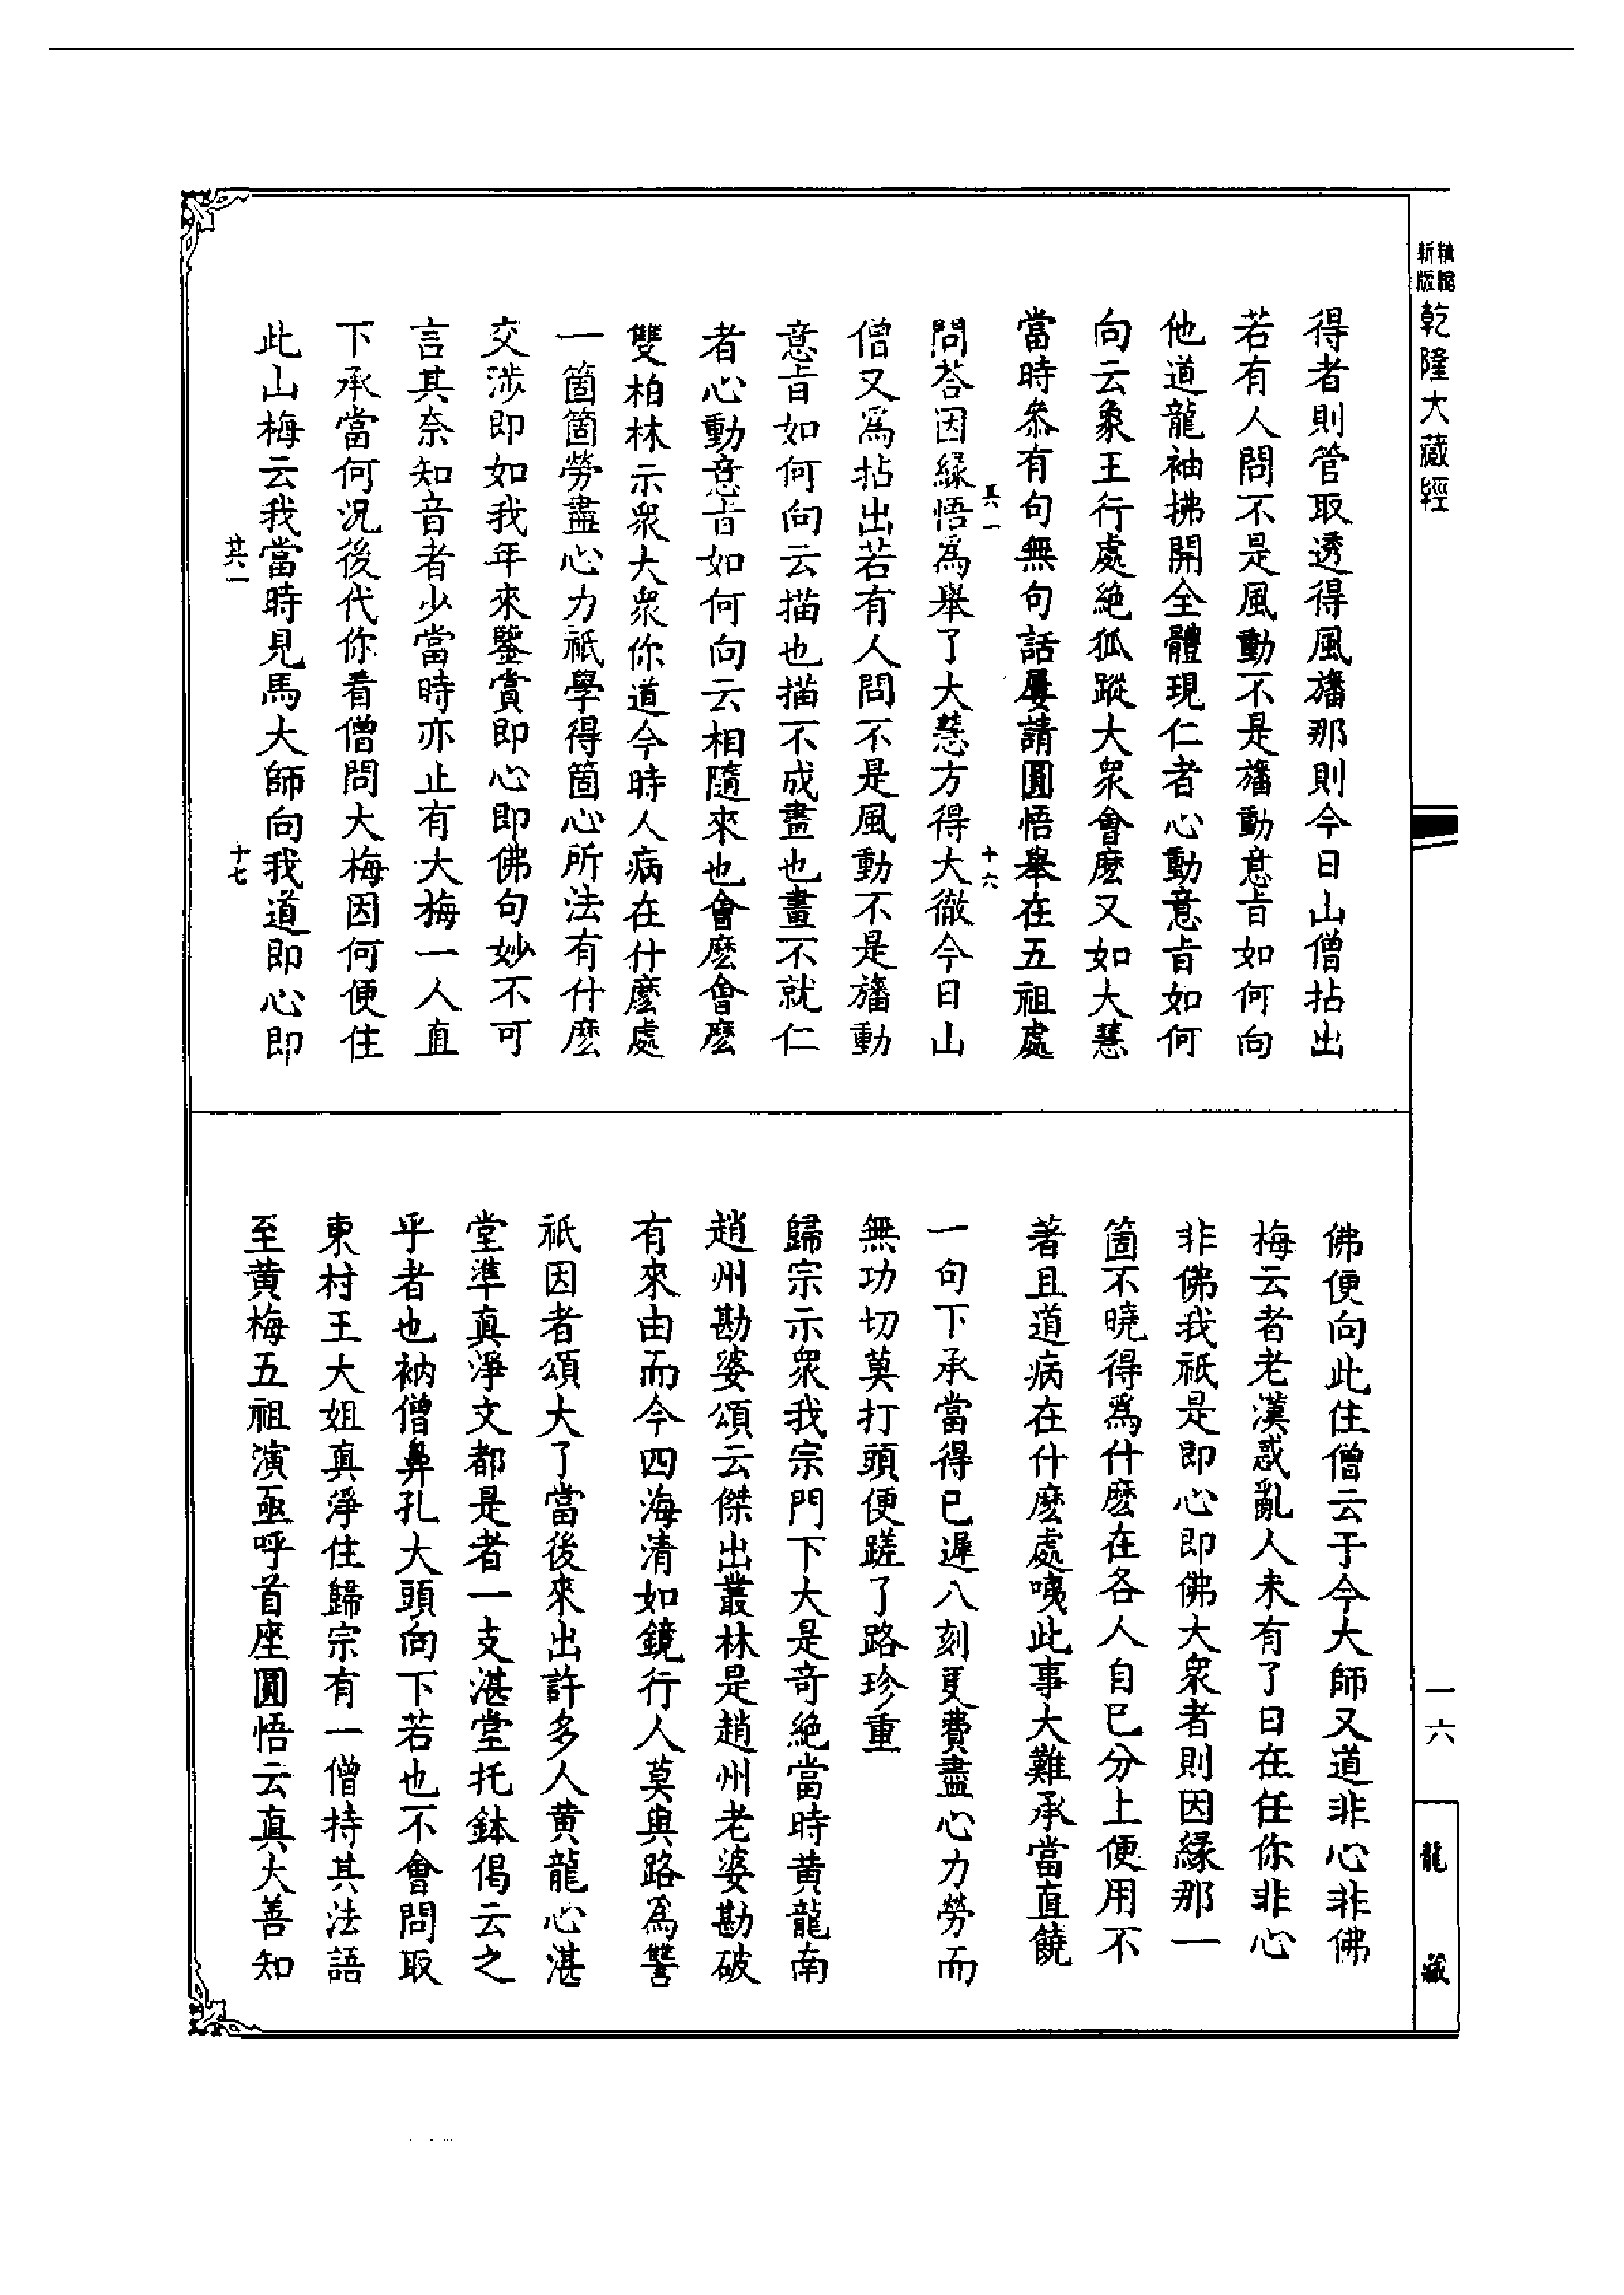 精館
新版
乾隆大藏經
得者則管取透得風旛那則今日山僧拈出
若有人問不是風動不是旛動意旨如何向
他道龍袖拂開全體現仁者心動意旨如何
向云象王行處絕狐蹤大衆會麽又如大慧
當時叅有句無句話屢請圓悟舉在五祖處
其一
十六
問荅因緣悟爲舉了大慧方得大徹今日山
僧又爲拈出若有人問不是風動不是旛動
意旨如何向云描也描不成畫也畫不就仁
者心動意旨如何向云相隨來也會麽會麽
雙柏林示衆大衆你道今時人病在什麽處
一箇箇勞盡心力祇學得箇心所法有什麽
交涉即如我年來鑒賞即心即佛句妙不可
言其奈知音者少當時亦止有大梅一人直
下承當何況後代你看僧問大梅因何便住
此山梅云我當時見馬大師向我道即心即
其一
十七
佛便向此住僧云于今大師又道非心非佛
梅云者老漢惑亂人未有了日在任你非心
非佛我祇是即心即佛大衆者則因緣那一
箇不曉得爲什麽在各人自巳分上便用不
著且道病在什麽處咦此事大難承當直饒
一句下承當得已遲八刻更費盡心力勞而
無功切莫打頭便蹉了路珍重
歸宗示衆我宗門下大是奇絕當時黃龍南
趙州勘婆頌云傑出叢林是趙州老婆勘破
有來由而今四海清如鏡行人莫與路爲讐
祇因者頌大了當後來出許多人黃龍心湛
堂準真淨文都是者一支湛堂托鉢偈云之
乎者也衲僧鼻孔大頭向下若也不會問取
東村王大姐真淨住歸宗有一僧持其法語
至黃梅五祖演亟呼首座圓悟云真大善知
一六
龍藏